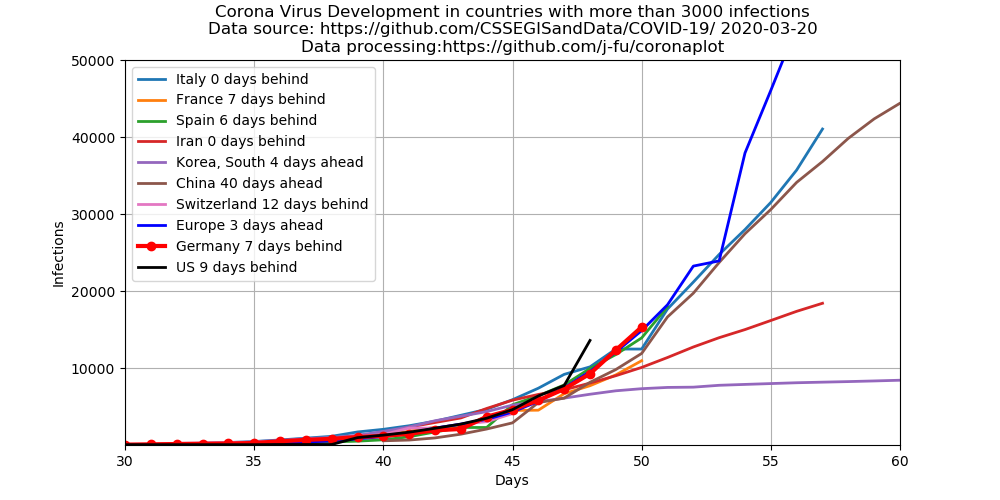 Corona Virus Development in countries with more than 3000 infections
Data source: https://github.com/CSSEGISandData/COVID-19/ 2020-03-20
Data processing:https://github.com/j-fu/coronaplot
50000
40000
30000
20000
10000
Infections
Italy 0 days behind
France 7 days behind
Spain 6 days behind
Iran 0 days behind
Korea, South 4 days ahead
China 40 days ahead
Switzerland 12 days behind
Europe 3 days ahead
Germany 7 days behind
US 9 days behind
30 35 40 45 50 55 60
Days